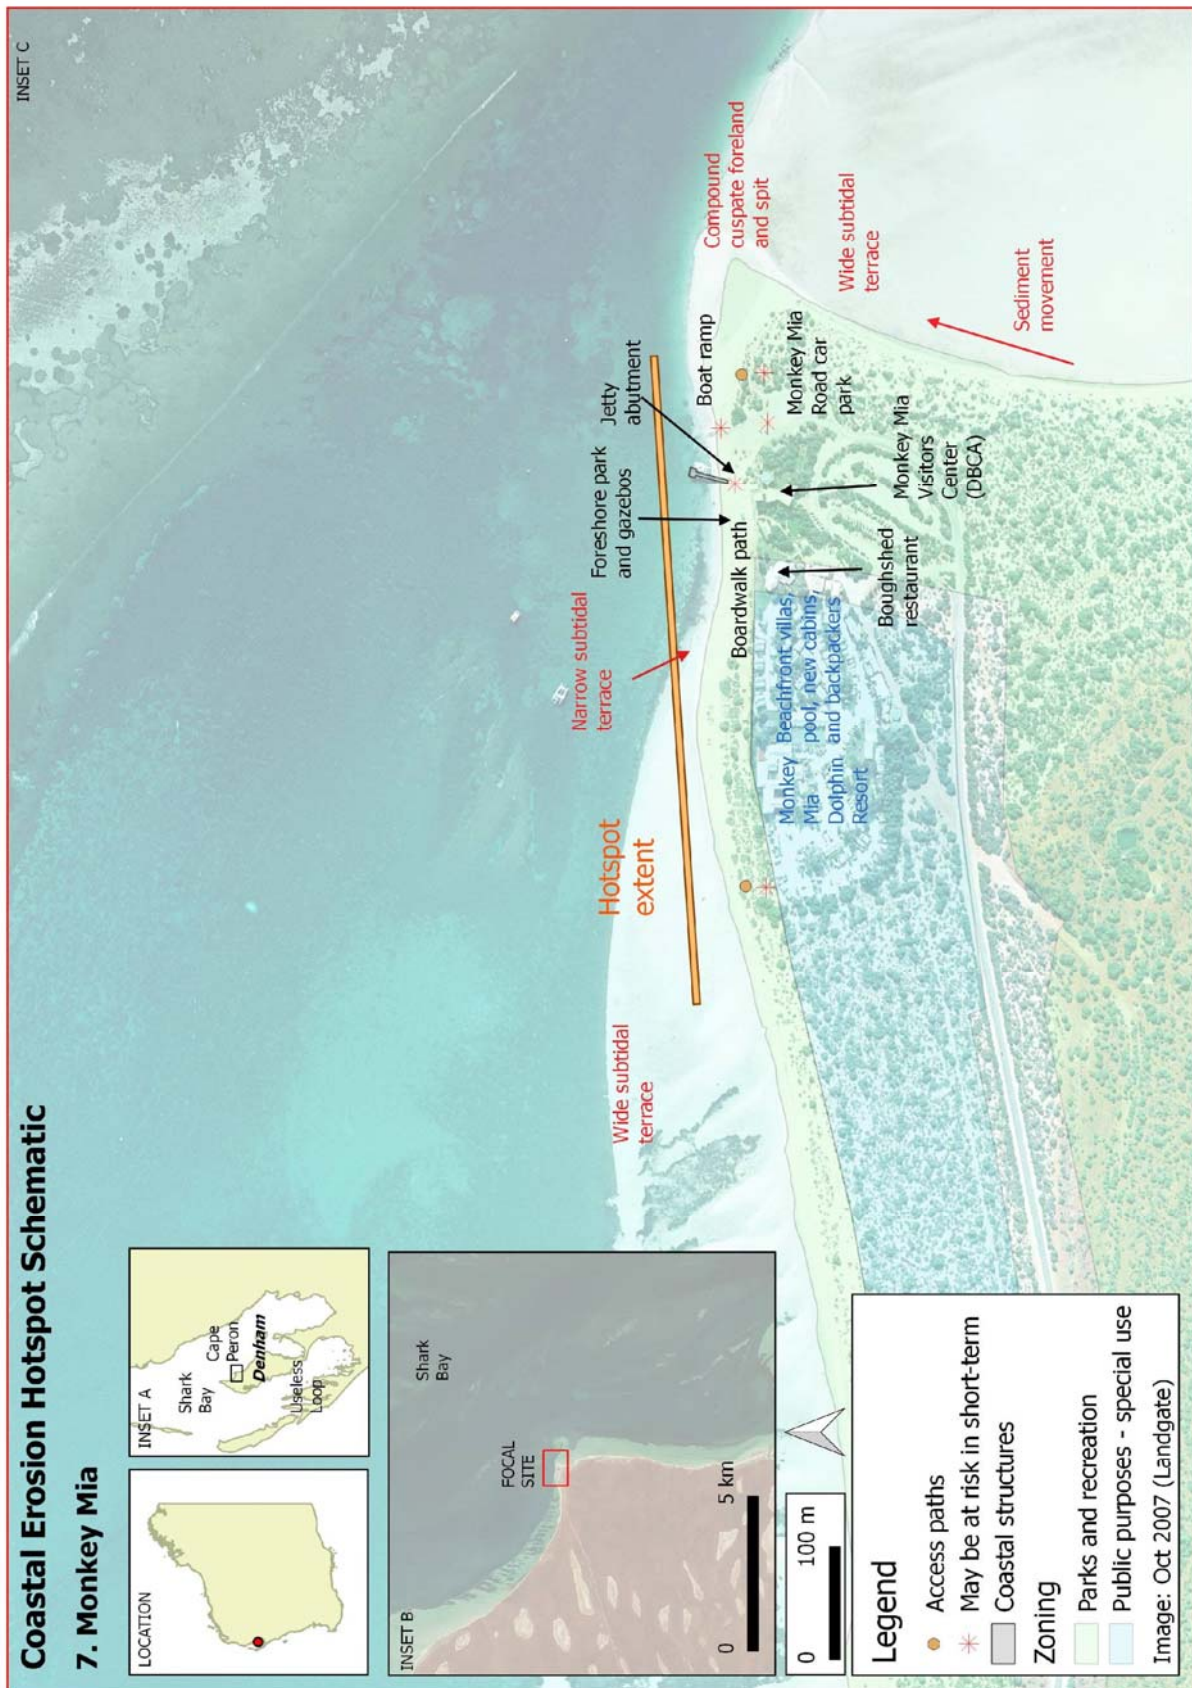 Coastal Erosion Hotspot Schematic
7. Monkey Mia
INSET C
LOCATION
INSET A
Shark
Bay
Cape
Peron
Denham
Useless
Loop
INSET B
Shark
Bay
FOCAL
SITE
0
5 km
0
100 m
Wide subtidal
terrace
Hotspot
extent
Narrow subtidal
terrace
Foreshore park
and gazebos
Jetty
abutment
Boat ramp
Compound
cuspate foreland
and spit
Boardwalk path
Monkey Mia
Road car
park
Wide subtidal
terrace
Sediment
movement
Monkey
Mia
Dolphin
Resort
Beachfront villas,
pool, new cabins,
and backpackers
Boughshed
restaurant
Monkey Mia
Visitors
Center
(DBCA)
Legend
Access paths
May be at risk in short-term
Coastal structures
Zoning
Parks and recreation
Public purposes - special use
Image: Oct 2007 (Landgate)